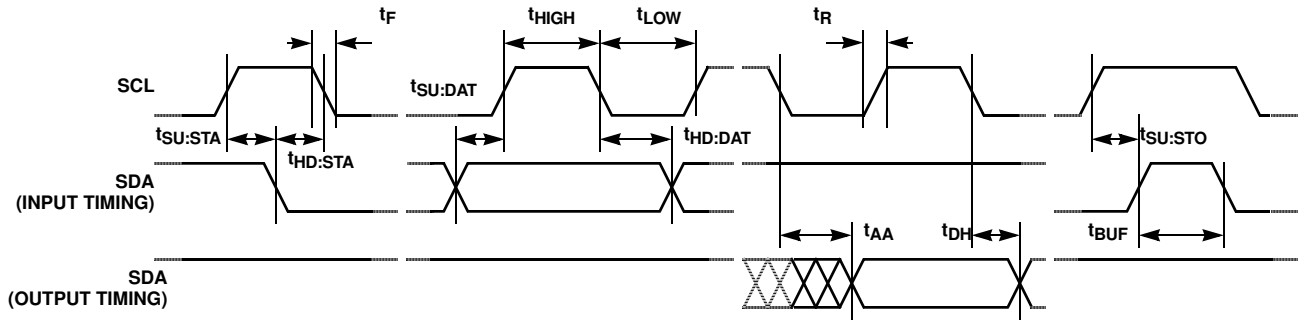 tF
tHIGH
tLOW
tR
SCL
tSU:DAT
tSU:STA
tHD:STA
tHD:DAT
tSU:STO
SDA
(INPUT TIMING)
tAA
tDH
tBUF
SDA
(OUTPUT TIMING)